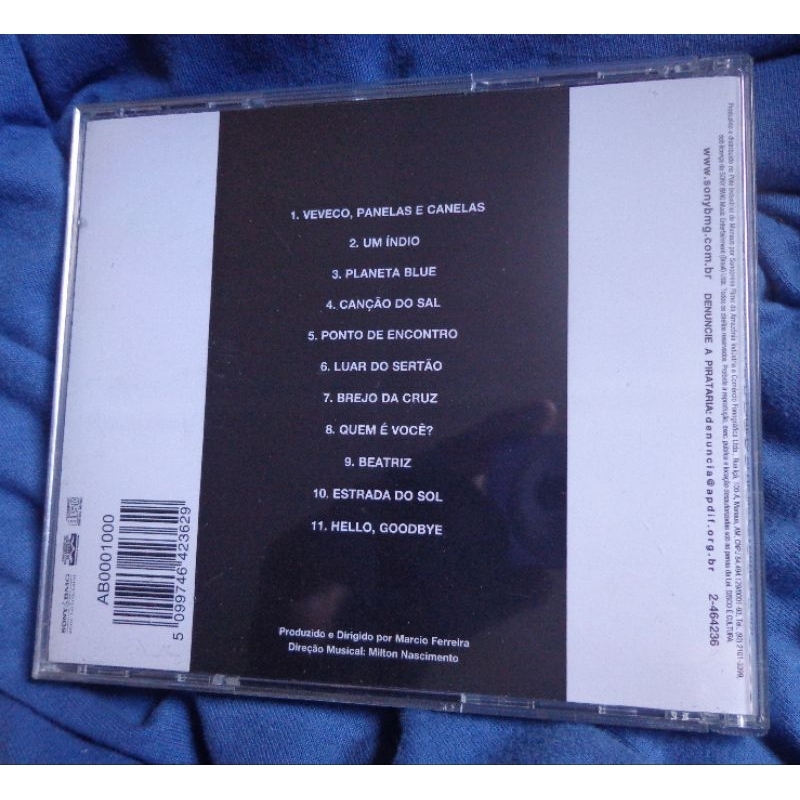 1. VEVECO, PANELAS E CANELAS
2. UM ÍNDIO
3. PLANETA BLUE
4. CANÇÃO DO SAL
5. PONTO DE ENCONTRO
6. LUAR DO SERTÃO
7. BREJO DA CRUZ
8. QUEM É VOCÊ?
9. BEATRIZ
10. ESTRADA DO SOL
11. HELLO, GOODBYE
Produzido e Dirigido por Marcio Ferreira
Direção Musical: Milton Nascimento
AB0001000
5 099746 423629
SONY BMG
www.sonybmg.com.br DENUNCIE A PIRATARIA: denuncia@apdif.org.br 2-464236